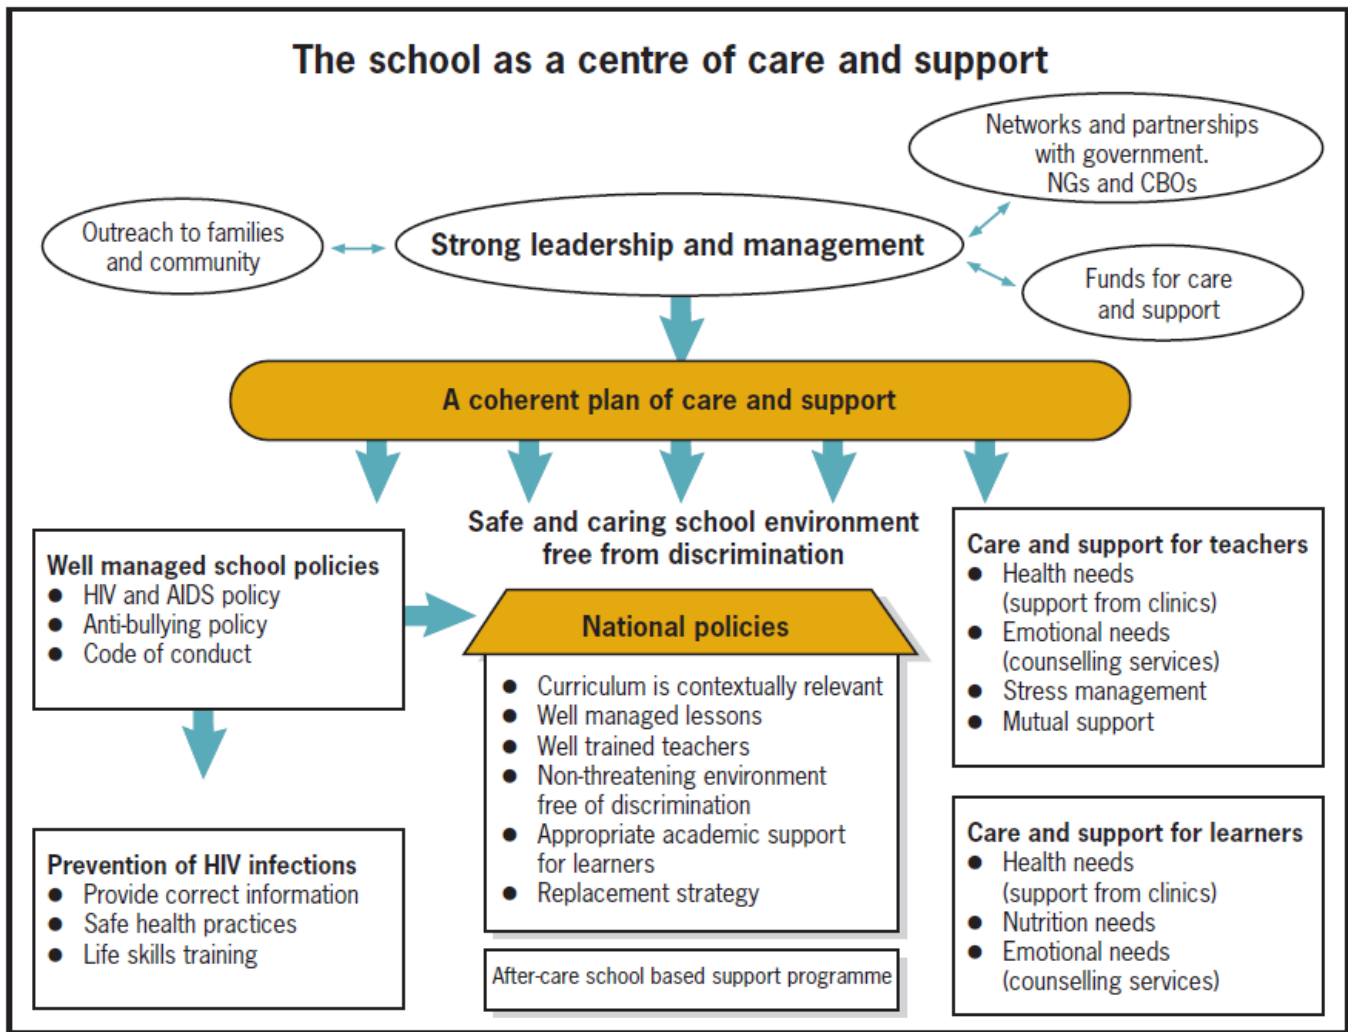 The school as a centre of care and support
Networks and partnerships
with government.
NGs and CBOs
Outreach to families
and community
Strong leadership and management
Funds for care
and support
A coherent plan of care and support
Well managed school policies
● HIV and AIDS policy
● Anti-bullying policy
● Code of conduct
Prevention of HIV infections
● Provide correct information
● Safe health practices
● Life skills training
Safe and caring school environment
free from discrimination
National policies
● Curriculum is contextually relevant
● Well managed lessons
● Well trained teachers
● Non-threatening environment
free of discrimination
● Appropriate academic support
for learners
● Replacement strategy
After-care school based support programme
Care and support for teachers
● Health needs
(support from clinics)
● Emotional needs
(counselling services)
● Stress management
● Mutual support
Care and support for learners
● Health needs
(support from clinics)
● Nutrition needs
● Emotional needs
(counselling services)